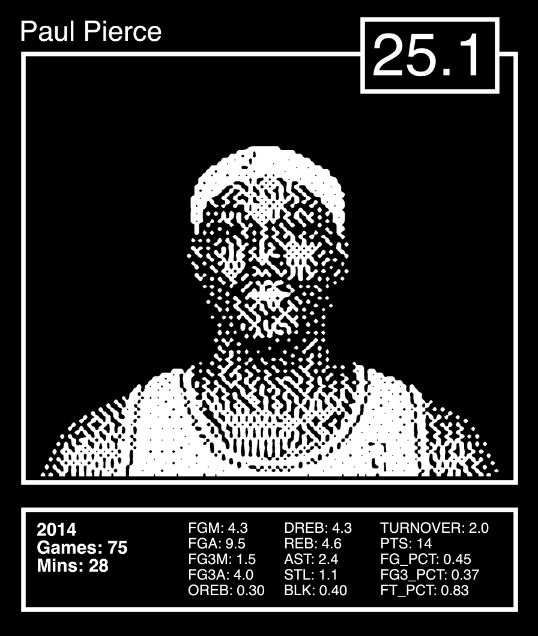 Paul Pierce
25.1
2014
Games: 75
Mins: 28
FGM: 4.3
FGA: 9.5
FG3M: 1.5
FG3A: 4.0
OREB: 0.30
DREB: 4.3
REB: 4.6
AST: 2.4
STL: 1.1
BLK: 0.40
TURNOVER: 2.0
PTS: 14
FG_PCT: 0.45
FG3_PCT: 0.37
FT_PCT: 0.83